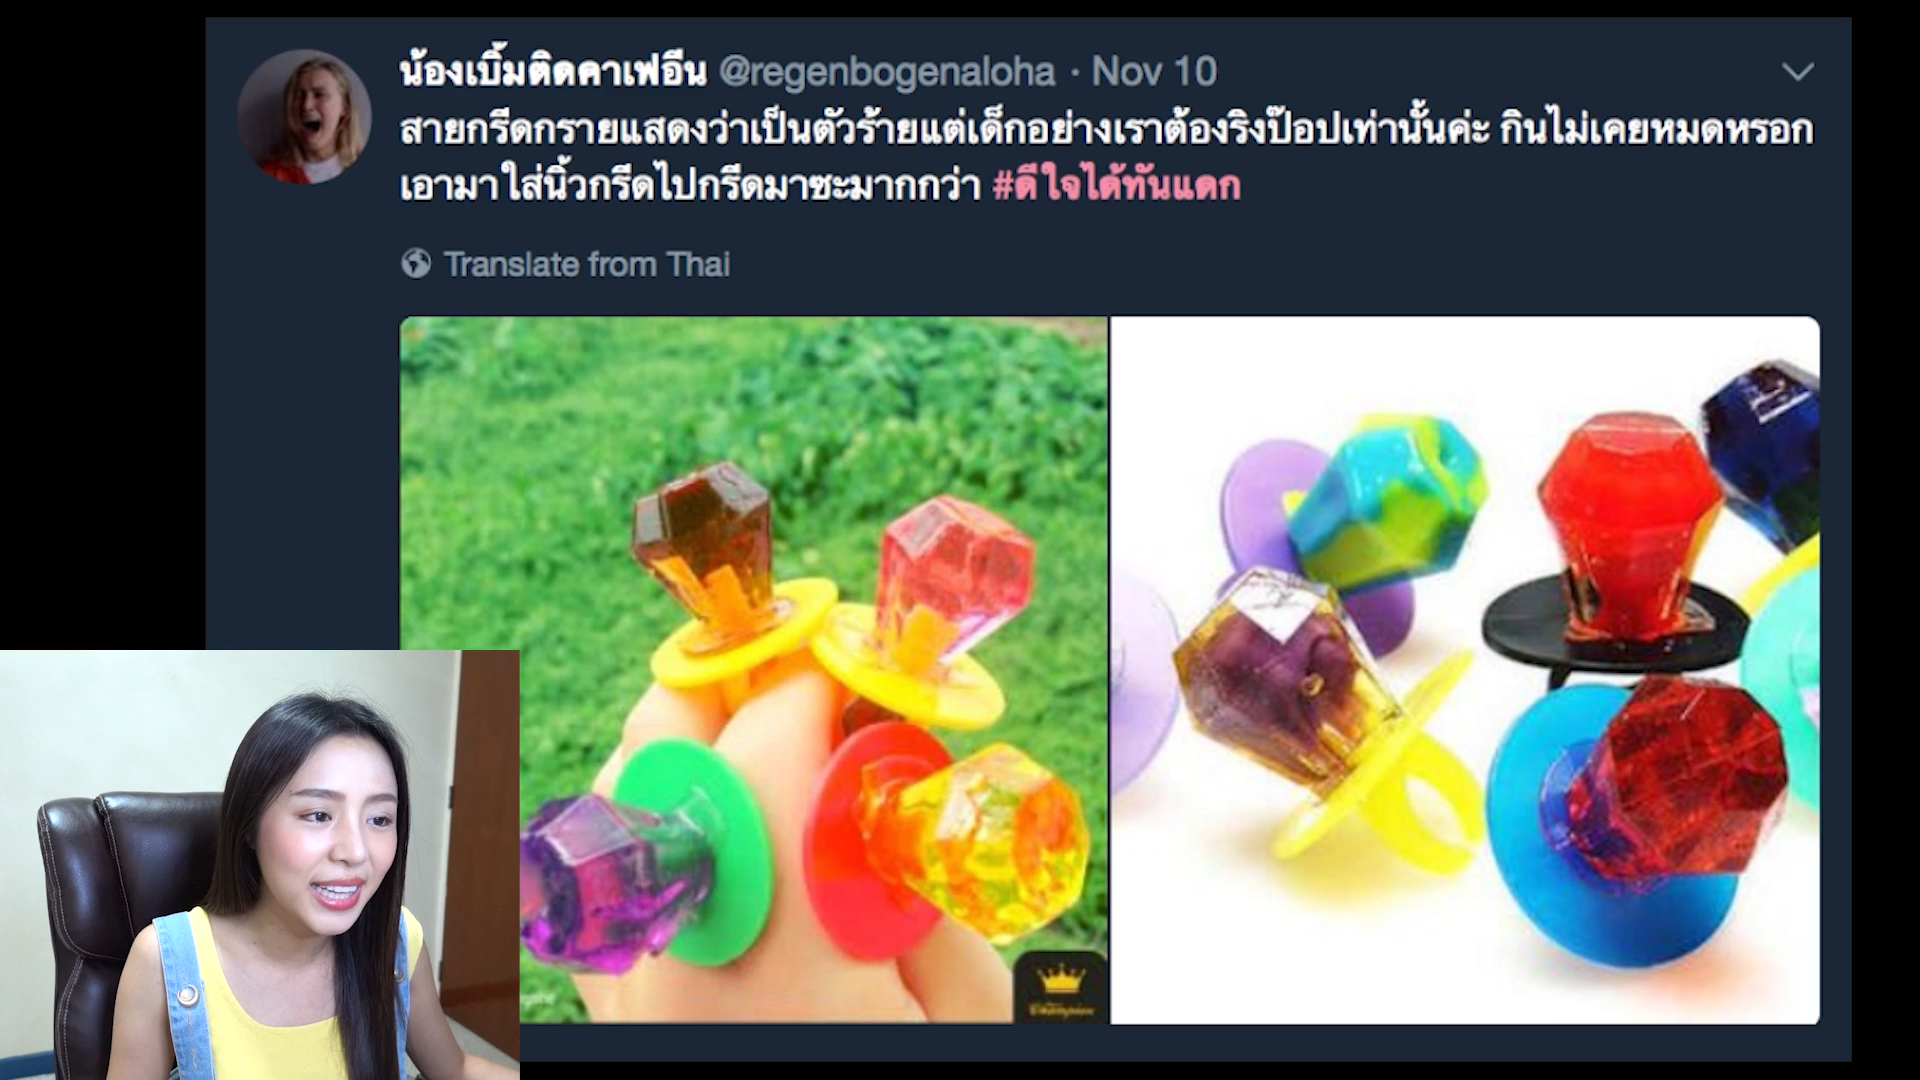 น้องเบิ้มติดคาเฟอีน @regenbogenaloha · Nov 10
สายกรีดกรายแสดงว่าเป็นตัวร้ายแต่เด็กอย่างเราต้องริงป๊อปเท่านั้นค่ะ กินไม่เคยหมดหรอก
เอามาใส่นิ้วกรีดไปกรีดมาซะมากกว่า #ดีใจได้ทันแดก
Translate from Thai